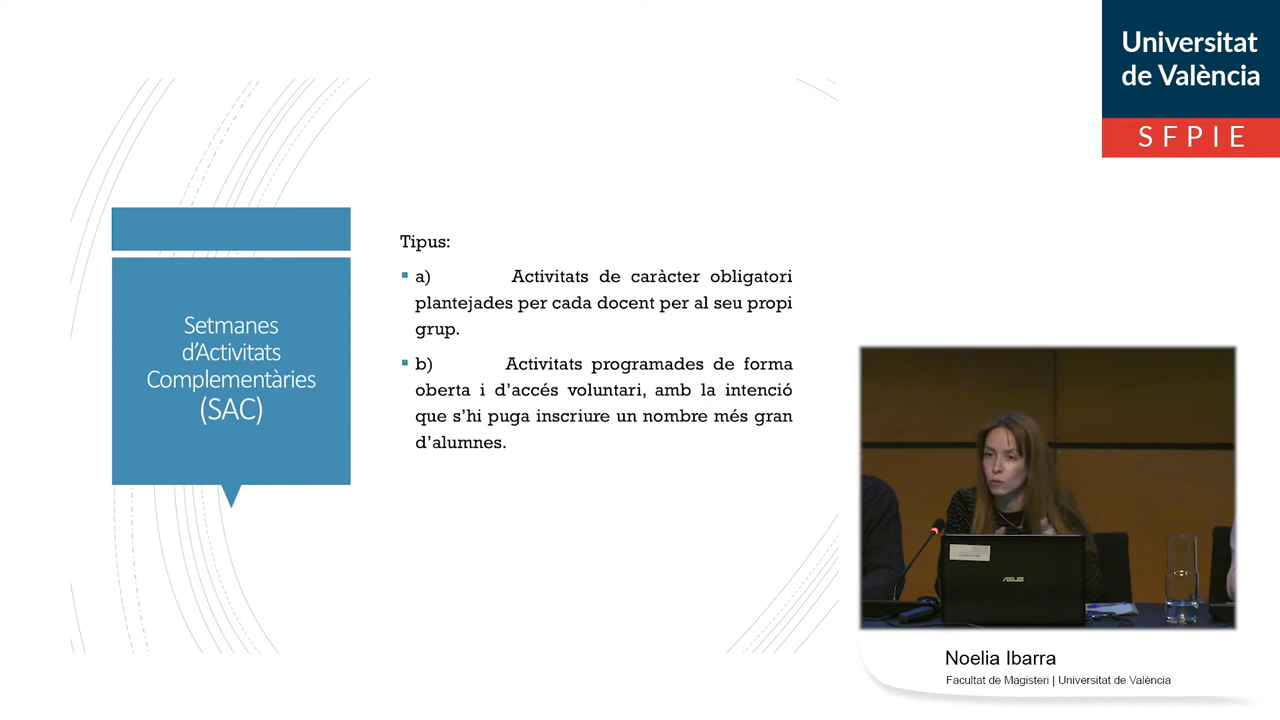 Universitat
de València
SFPIE
Setmanes
d'Activitats
Complementàries
(SAC)
Tipus:
a) Activitats de caràcter obligatori
plantejades per cada docent per al seu propi
grup.
b) Activitats programades de forma
oberta i d'accés voluntari, amb la intenció
que s'hi puga inscriure un nombre més gran
d'alumnes.
ASUS
Noelia Ibarra
Facultat de Magisteri | Universitat de València